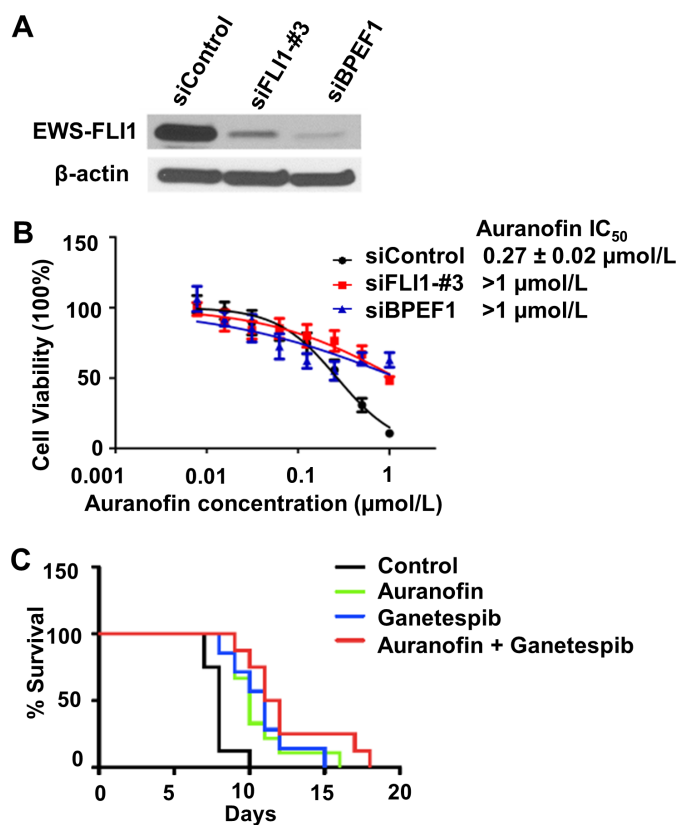 A
siControl
siFLI1-#3
siBPEF1
EWS-FLI1
β-actin
B
Auranofin IC50
siControl 0.27 ± 0.02 µmol/L
siFLI1-#3 >1 µmol/L
siBPEF1 >1 µmol/L
Cell Viability (100%)
150
100
50
0
0.001 0.01 0.1 1
Auranofin concentration (µmol/L)
C
Control
Auranofin
Ganetespib
Auranofin + Ganetespib
% Survival
150
100
50
0
0 5 10 15 20
Days